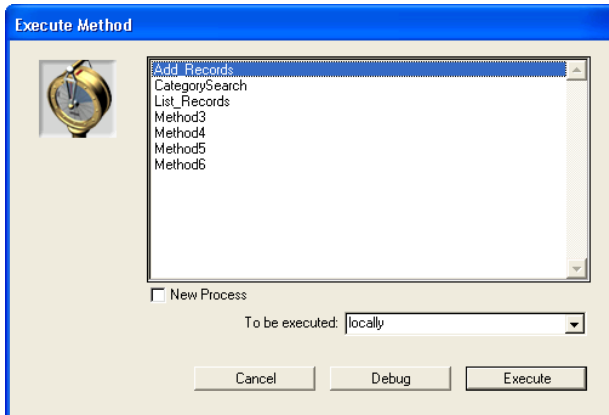 Execute Method
Add_Records
CategorySearch
List_Records
Method3
Method4
Method5
Method6
New Process
To be executed: locally
Cancel Debug Execute